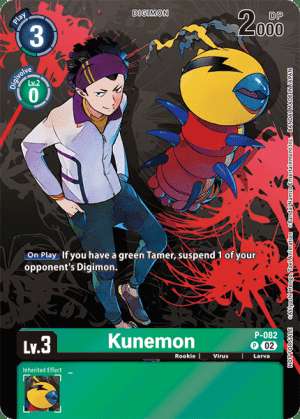 DIGIMON
Play
3
DP
2000
Digivolve
Lv.2
0
On Play If you have a green Tamer, suspend 1 of your
opponent's Digimon.
P-082
Kunemon
P 02
Lv.3
Rookie | Virus | Larva
Inherited Effect
-